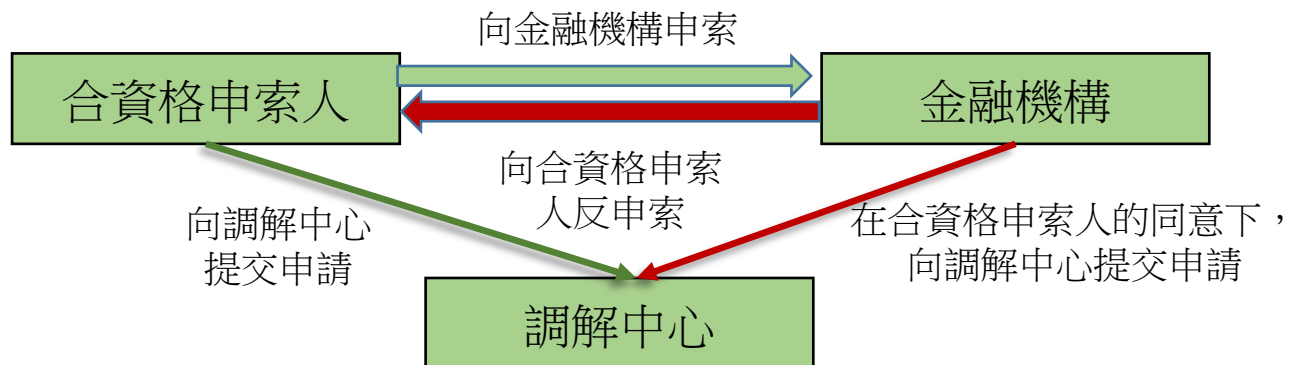 向金融機構申索
合資格申索人
金融機構
向合資格申索
人反申索
向調解中心
提交申請
在合資格申索人的同意下，
向調解中心提交申請
調解中心